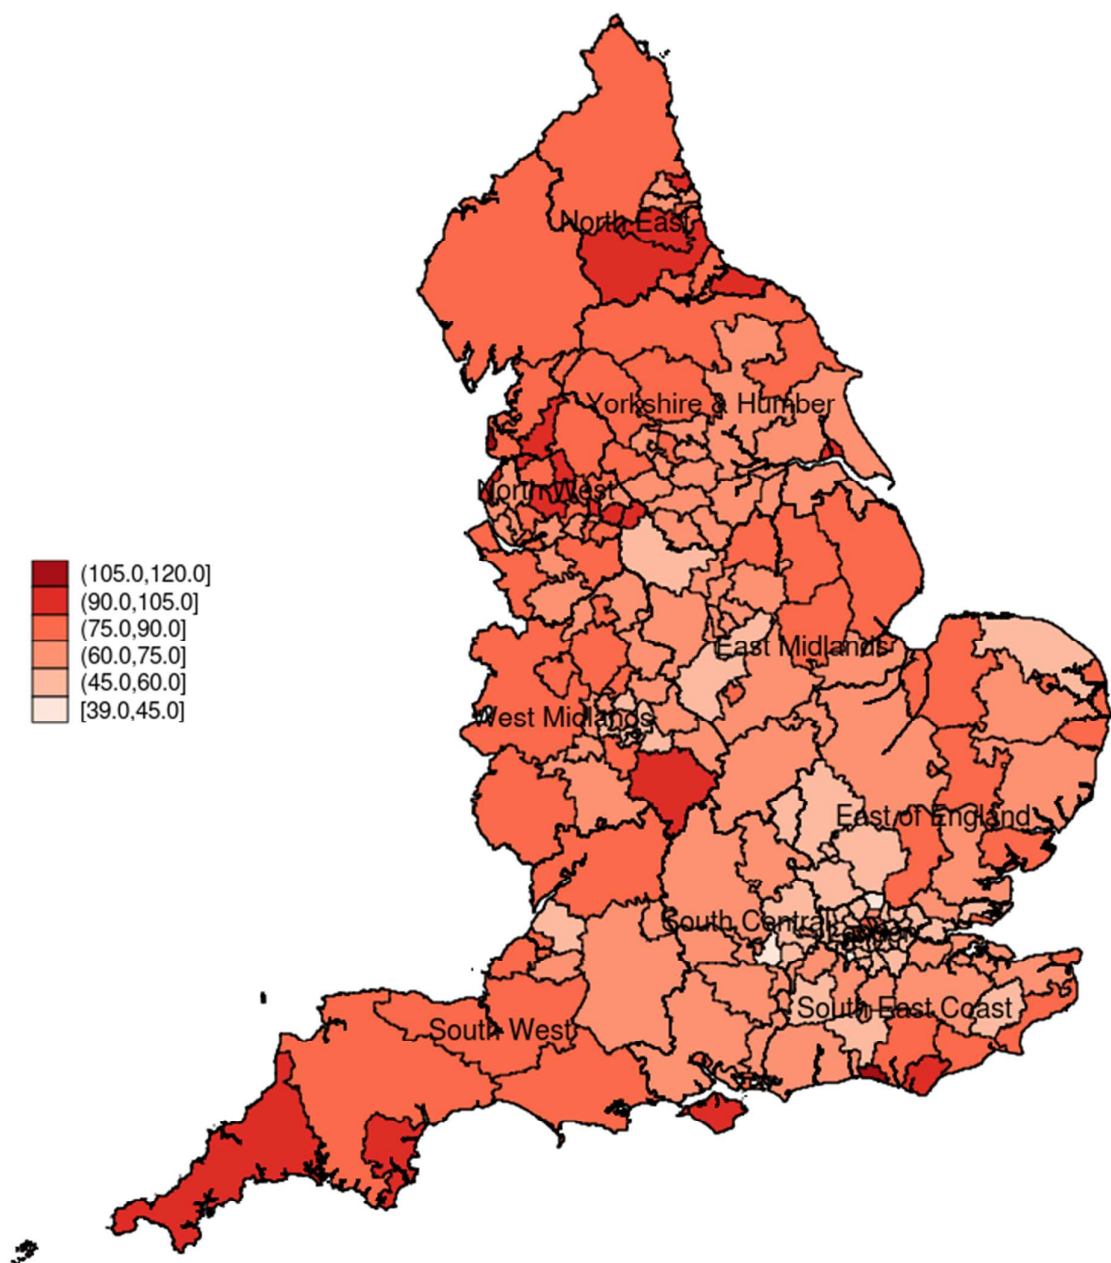 North East
Yorkshire & Humber
North West
(105.0,120.0]
(90.0,105.0]
(75.0,90.0]
(60.0,75.0]
(45.0,60.0]
[39.0,45.0]
East Midlands
West Midlands
East of England
South Central
London
South East Coast
South West